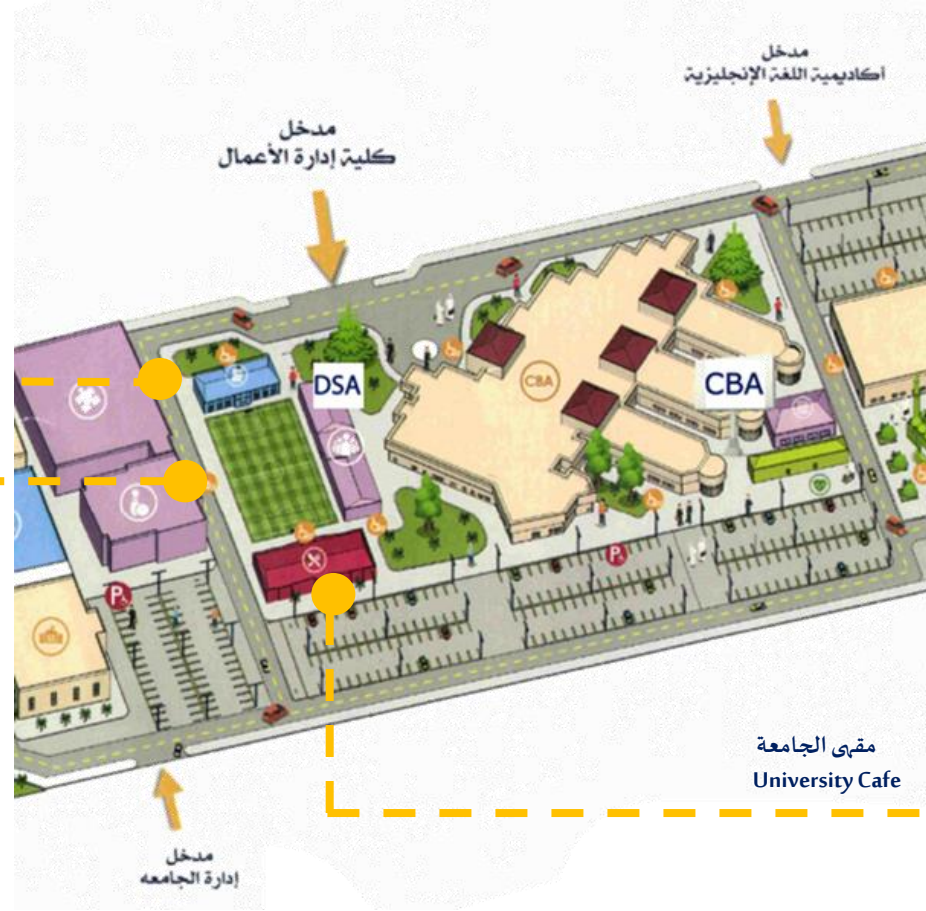 مدخل
أكاديمية اللغة الإنجليزية
مدخل
كلية إدارة الأعمال
DSA
CBA
CBA
P
P
مقهى الجامعة
University Cafe
مدخل
إدارة الجامعه